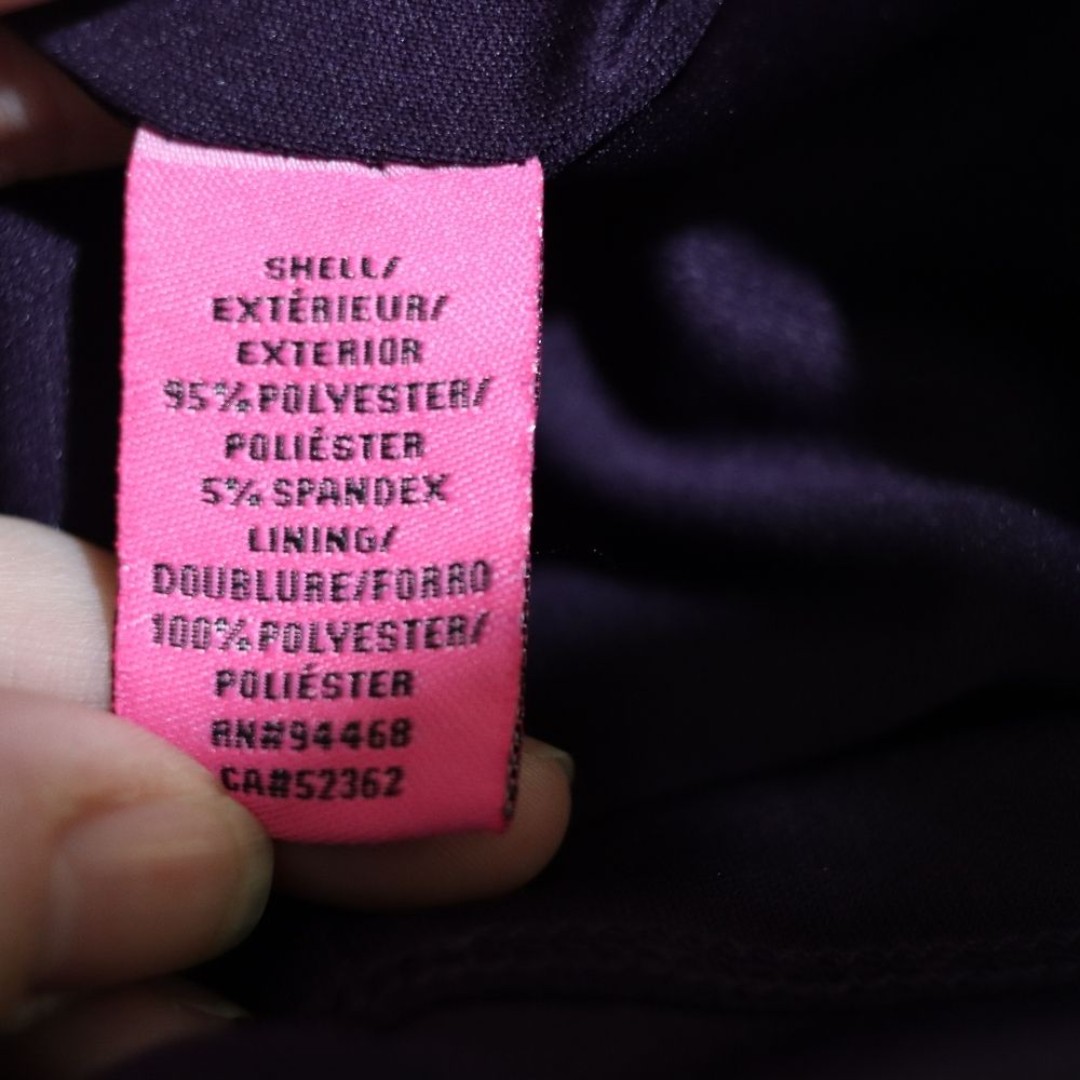 SHELL/
EXTÉRIEUR/
EXTERIOR
95% POLYESTER/
POLIÉSTER
5% SPANDEX
LINING/
DOUBLURE/FORRO
100% POLYESTER/
POLIÉSTER
RN#94468
CA#52362